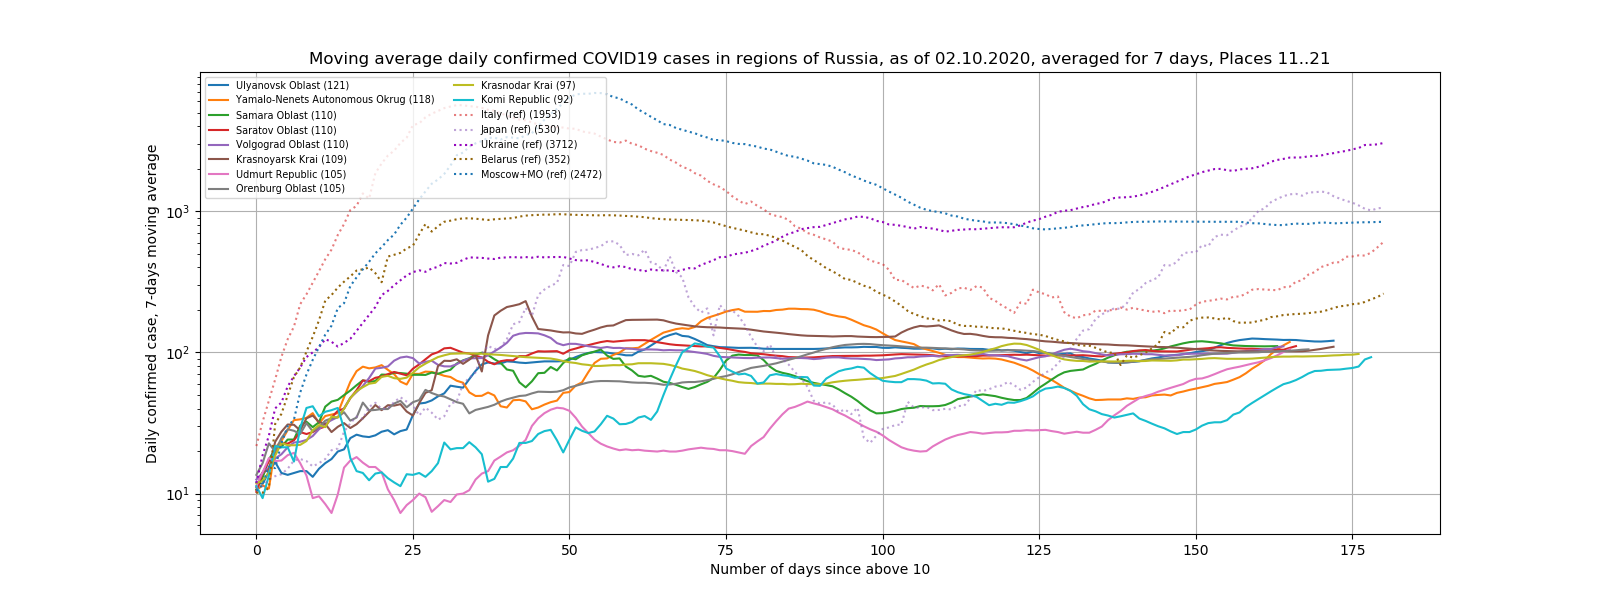 Moving average daily confirmed COVID19 cases in regions of Russia, as of 02.10.2020, averaged for 7 days, Places 11..21
Ulyanovsk Oblast (121)
Yamalo-Nenets Autonomous Okrug (118)
Samara Oblast (110)
Saratov Oblast (110)
Volgograd Oblast (110)
Krasnoyarsk Krai (109)
Udmurt Republic (105)
Orenburg Oblast (105)
Krasnodar Krai (97)
Komi Republic (92)
Italy (ref) (1953)
Japan (ref) (530)
Ukraine (ref) (3712)
Belarus (ref) (352)
Moscow+MO (ref) (2472)
Daily confirmed case, 7-days moving average
10³
10²
10¹
0 25 50 75 100 125 150 175
Number of days since above 10